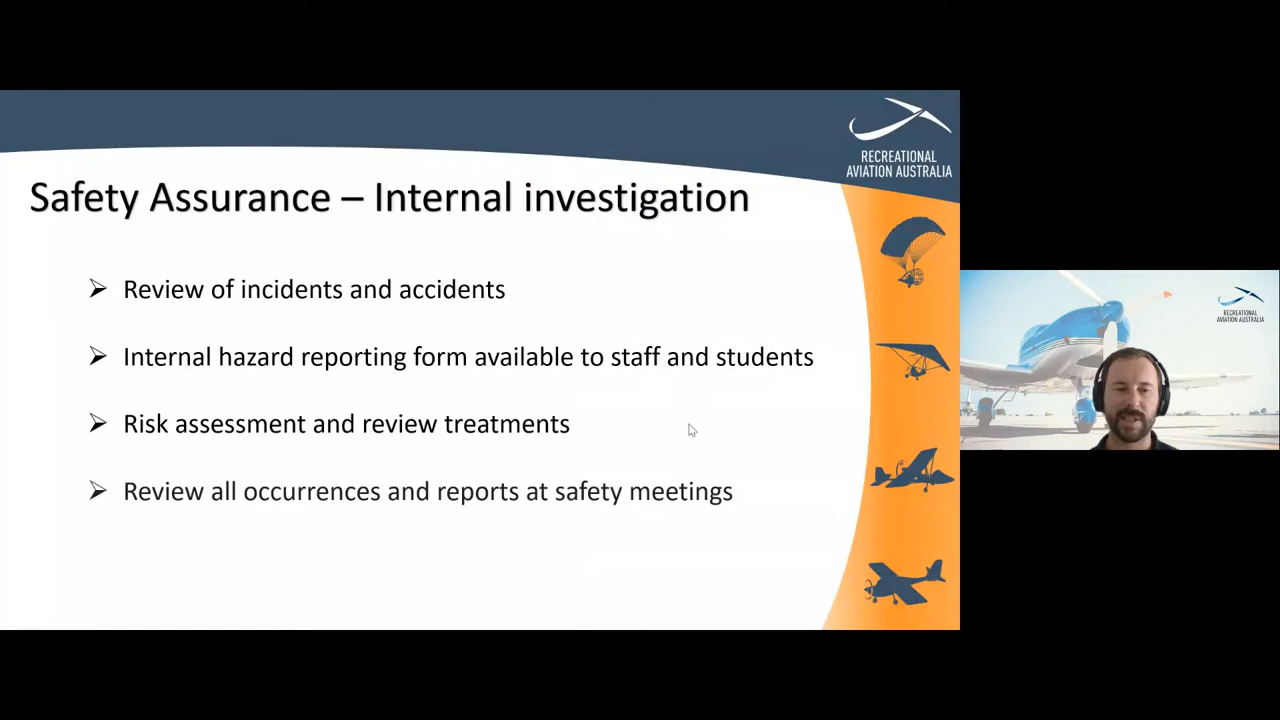 RECREATIONAL
AVIATION AUSTRALIA
Safety Assurance – Internal investigation
Review of incidents and accidents
Internal hazard reporting form available to staff and students
Risk assessment and review treatments
Review all occurrences and reports at safety meetings
RECREATIONAL
AVIATION AUSTRALIA